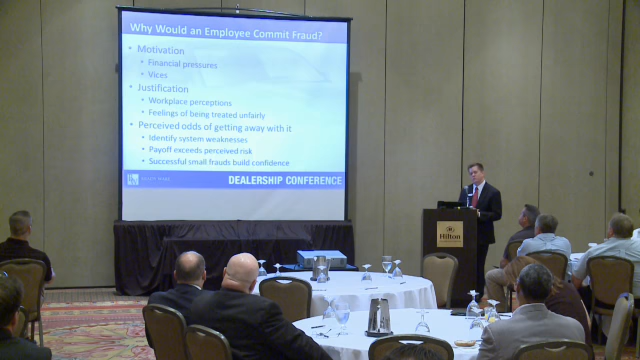 Why Would an Employee Commit Fraud?
• Motivation
• Financial pressures
• Vices
• Justification
• Workplace perceptions
• Feelings of being treated unfairly
• Perceived odds of getting away with it
• Identify system weaknesses
• Payoff exceeds perceived risk
• Successful small frauds build confidence
DEALERSHIP CONFERENCE
Hilton